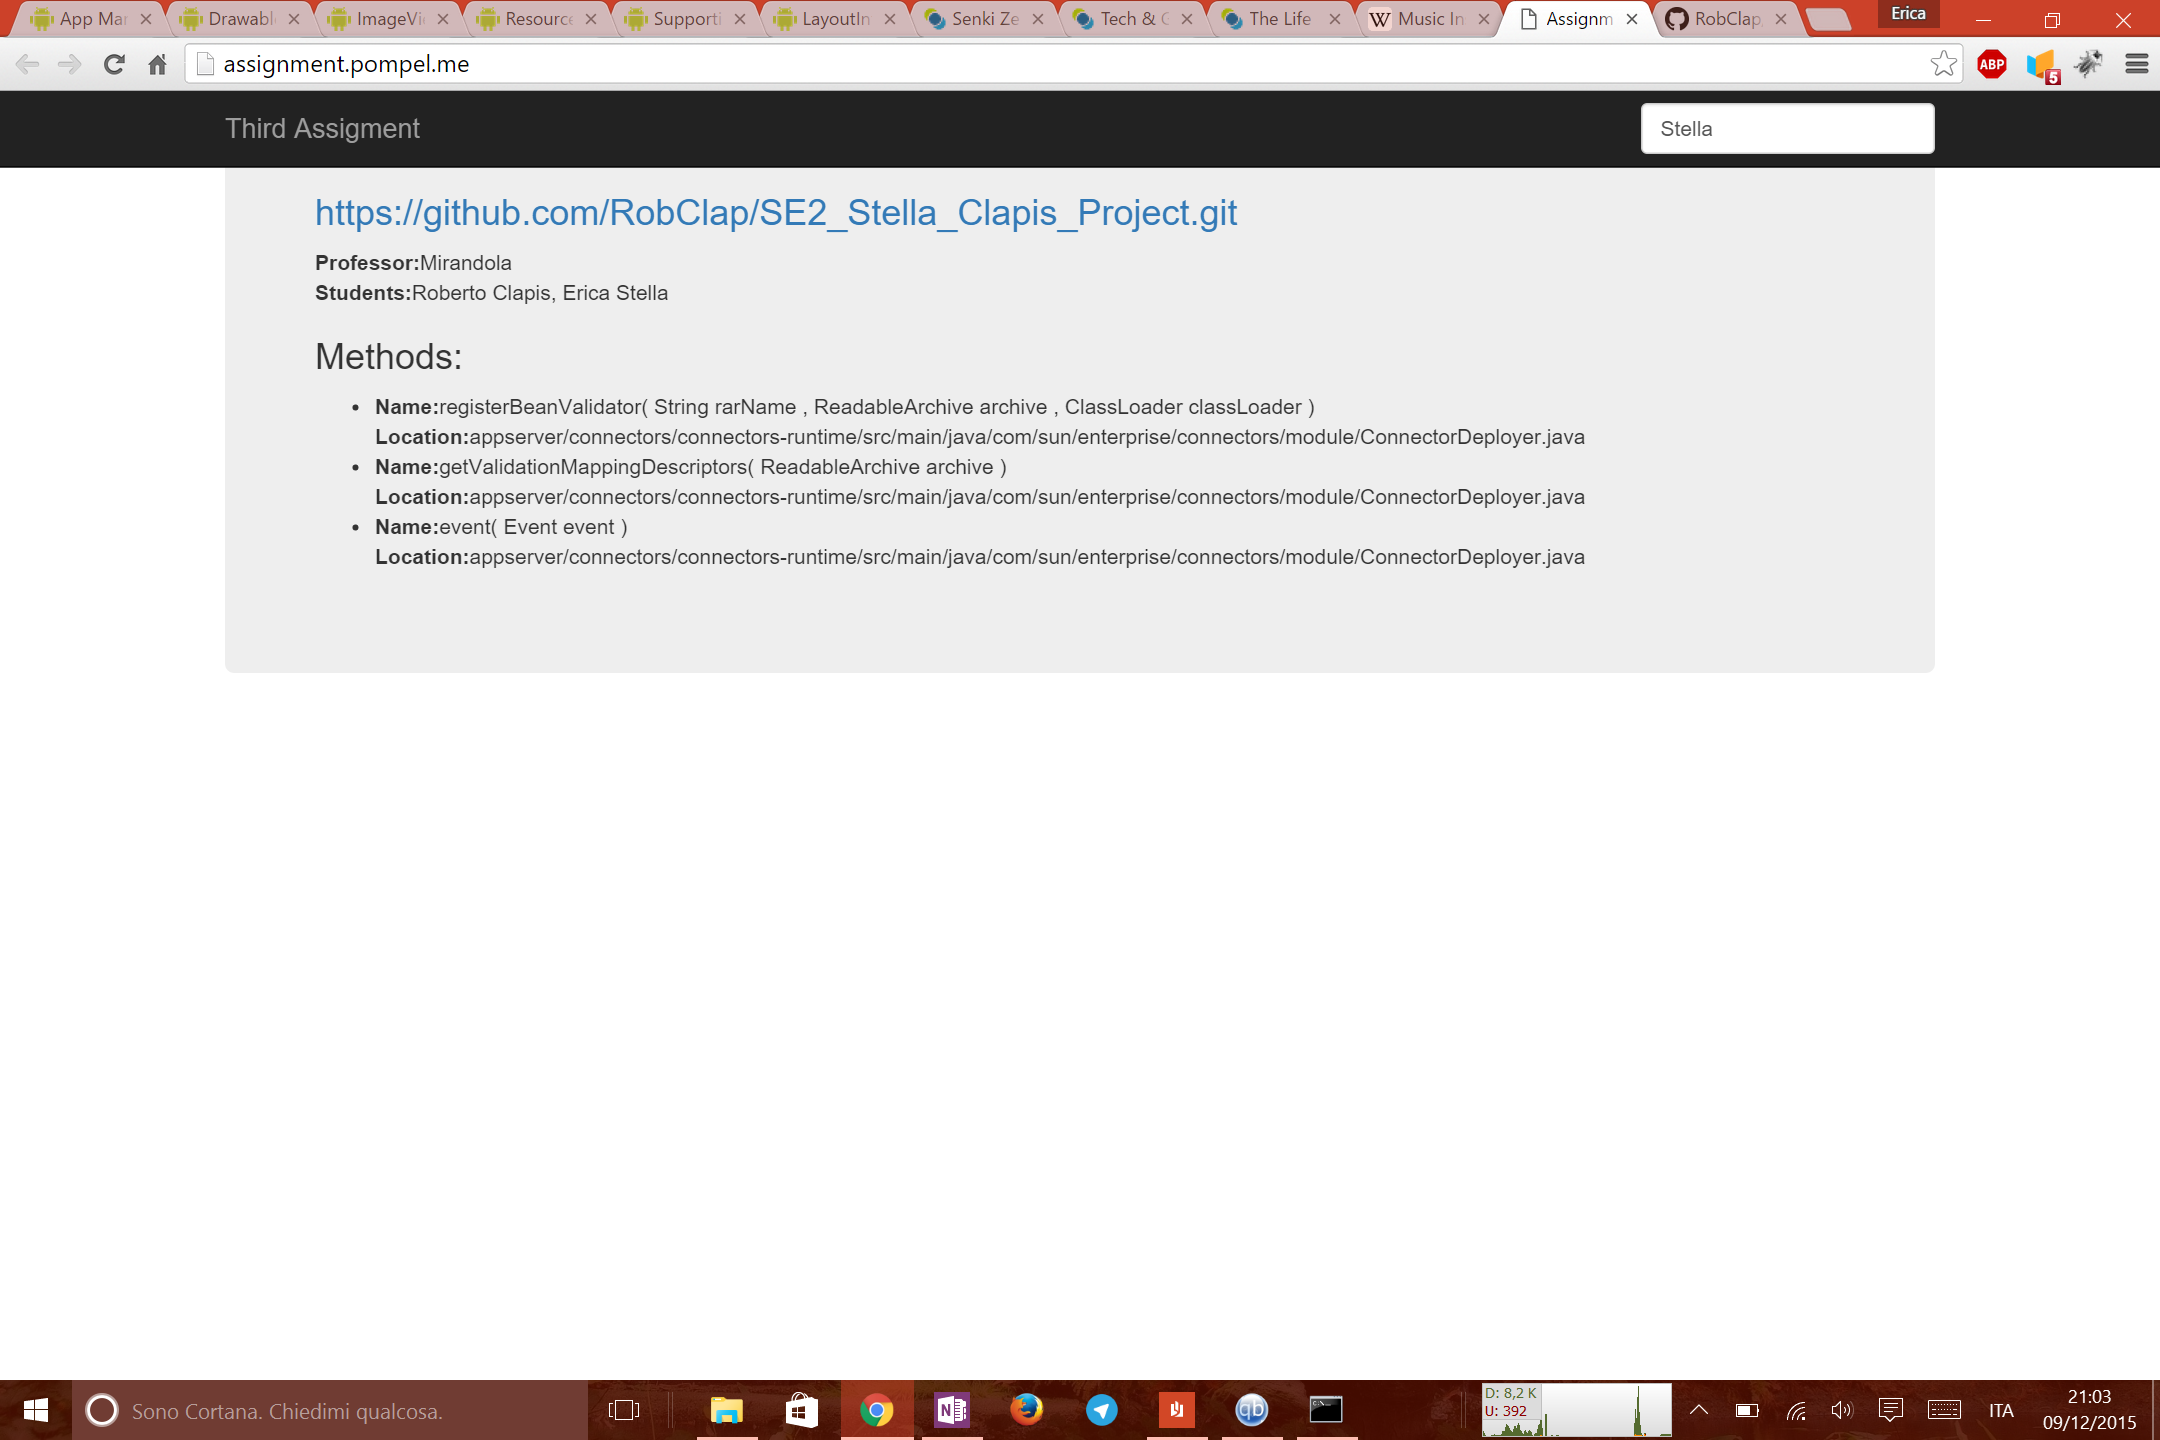 App Mar
Drawabl
ImageVi
Resource
Supporti
LayoutIn
Senki Ze
Tech & G
The Life
Music In
Assignm
RobClap
Erica
assignment.pompel.me
ABP
5
Third Assigment
Stella
https://github.com/RobClap/SE2_Stella_Clapis_Project.git
Professor:Mirandola
Students:Roberto Clapis, Erica Stella
Methods:
Name:registerBeanValidator( String rarName , ReadableArchive archive , ClassLoader classLoader )
Location:appserver/connectors/connectors-runtime/src/main/java/com/sun/enterprise/connectors/module/ConnectorDeployer.java
Name:getValidationMappingDescriptors( ReadableArchive archive )
Location:appserver/connectors/connectors-runtime/src/main/java/com/sun/enterprise/connectors/module/ConnectorDeployer.java
Name:event( Event event )
Location:appserver/connectors/connectors-runtime/src/main/java/com/sun/enterprise/connectors/module/ConnectorDeployer.java
Sono Cortana. Chiedimi qualcosa.
N
qb
D: 8,2 K
U: 392
ITA
21:03
09/12/2015